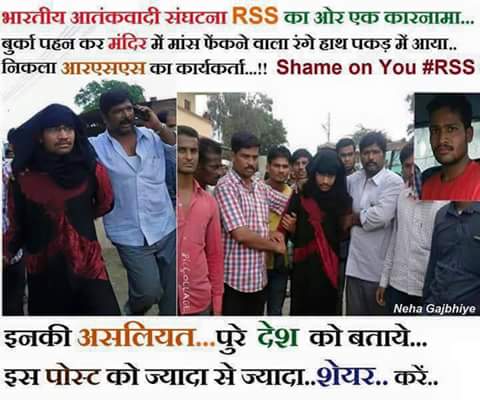 भारतीय आतंकवादी संघटना RSS का ओर एक कारनामा...
बुर्का पहन कर मंदिर में मांस फेंकने वाला रंगे हाथ पकड़ में आया..
निकला आरएसएस का कार्यकर्ता...!! Shame on You #RSS
PICCOLLAGE
Neha Gajbhiye
इनकी असलियत...पुरे देश को बताये...
इस पोस्ट को ज्यादा से ज्यादा..शेयर.. करें..